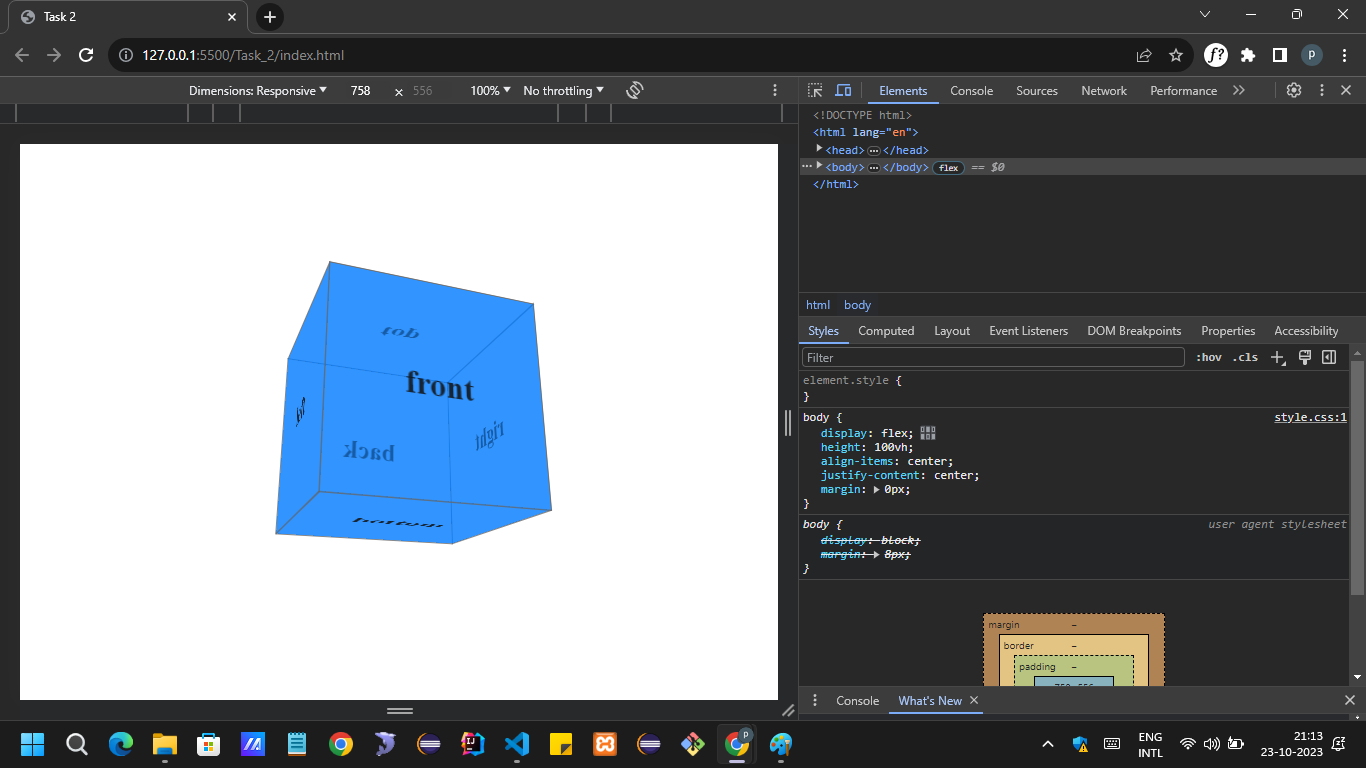 Task 2
127.0.0.1:5500/Task_2/index.html
f?
p
Dimensions: Responsive 758 × 556 100% No throttling
Elements Console Sources Network Performance
<!DOCTYPE html>
<html lang="en">
<head> … </head>
<body> … </body> flex == $0
</html>
top
front
back
right
left
bottom
html body
Styles Computed Layout Event Listeners DOM Breakpoints Properties Accessibility
Filter :hov .cls
element.style {
}
body { style.css:1
display: flex;
height: 100vh;
align-items: center;
justify-content: center;
margin: 0px;
}
body { user agent stylesheet
display: block;
margin: 8px;
}
margin –
border –
padding –
Console What's New
p
ENG
INTL
21:13
23-10-2023